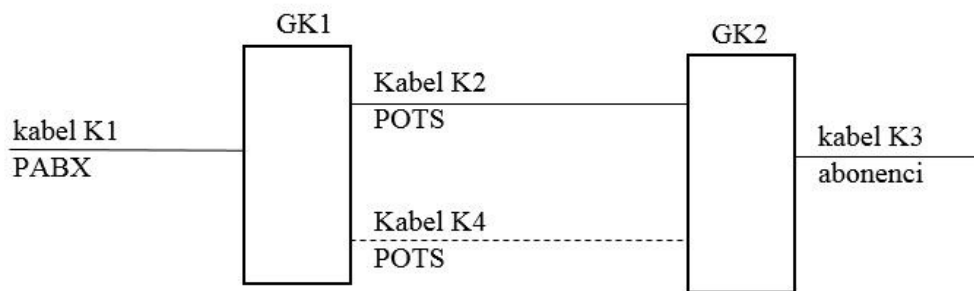 GK1
GK2
Kabel K2
POTS
kabel K1
PABX
kabel K3
abonenci
Kabel K4
POTS